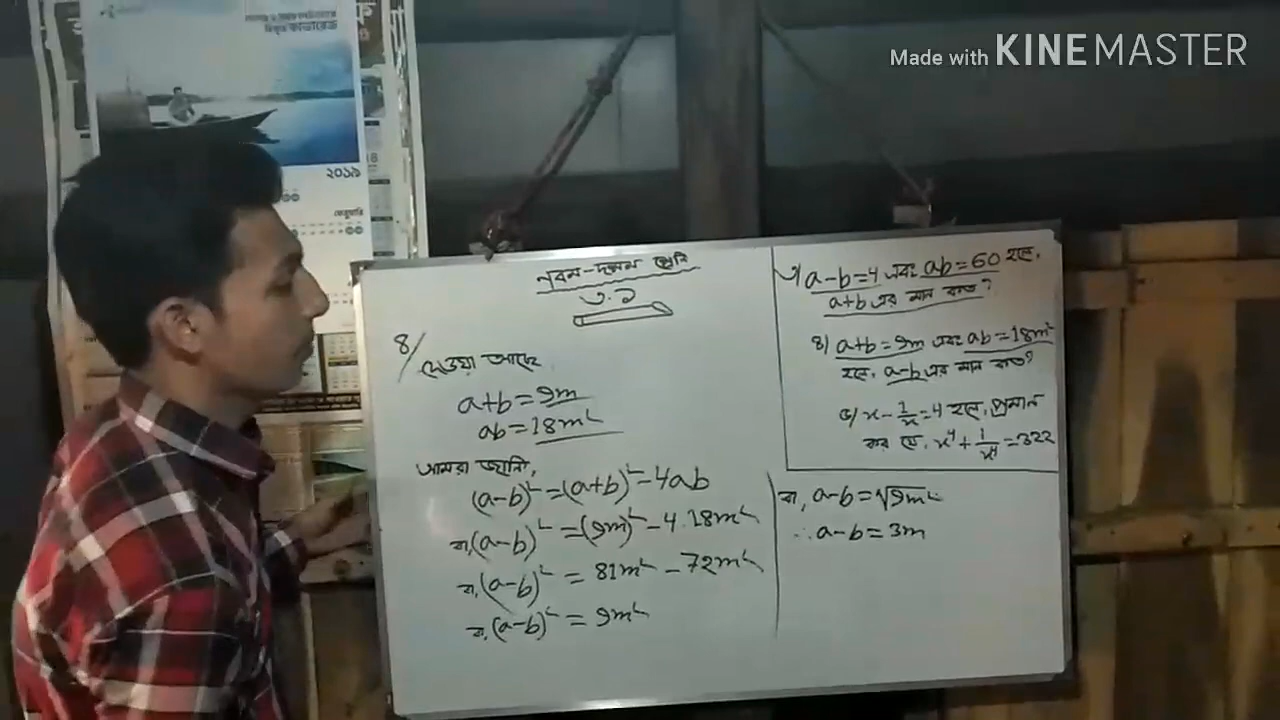 Made with KINEMASTER
২০১৯
নবম-দশম শ্রেণি
৩.১
৪/ দেওয়া আছে,
a+b = 9m
ab = 18m²
আমরা জানি,
(a-b)² = (a+b)² - 4ab
বা, (a-b)² = (9m)² - 4.18m²
বা, (a-b)² = 81m² - 72m²
বা, (a-b)² = 9m²
৩/ a-b=4 এবং ab=60 হলে,
a+b এর মান কত?
৪/ a+b=9m এবং ab=18m²
হলে, a-b এর মান কত?
৫/ x - 1/x = 4 হলে, প্রমাণ
কর যে, x⁴ + 1/x⁴ = 322
বা, a-b = √9m²
∴ a-b = 3m